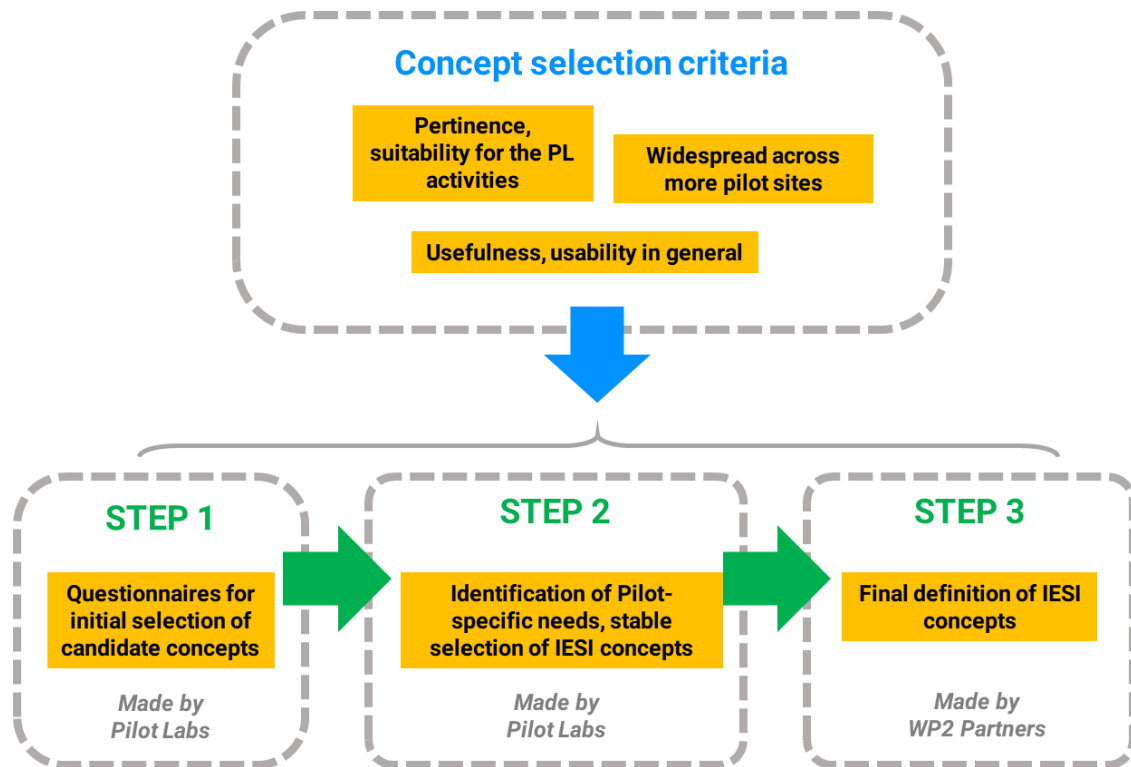 Concept selection criteria
Pertinence,
suitability for the PL
activities
Widespread across
more pilot sites
Usefulness, usability in general
STEP 1
Questionnaires for
initial selection of
candidate concepts
Made by
Pilot Labs
STEP 2
Identification of Pilot-
specific needs, stable
selection of IESI concepts
Made by
Pilot Labs
STEP 3
Final definition of IESI
concepts
Made by
WP2 Partners